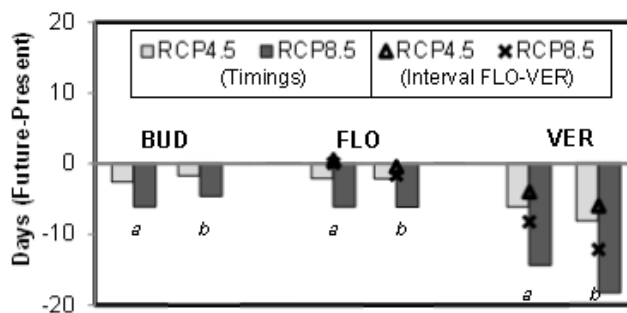 20
RCP4.5 RCP8.5 RCP4.5 RCP8.5
(Timings) (Interval FLO-VER)
10
BUD FLO VER
0
a b a b
-10
a b
-20
Days (Future-Present)